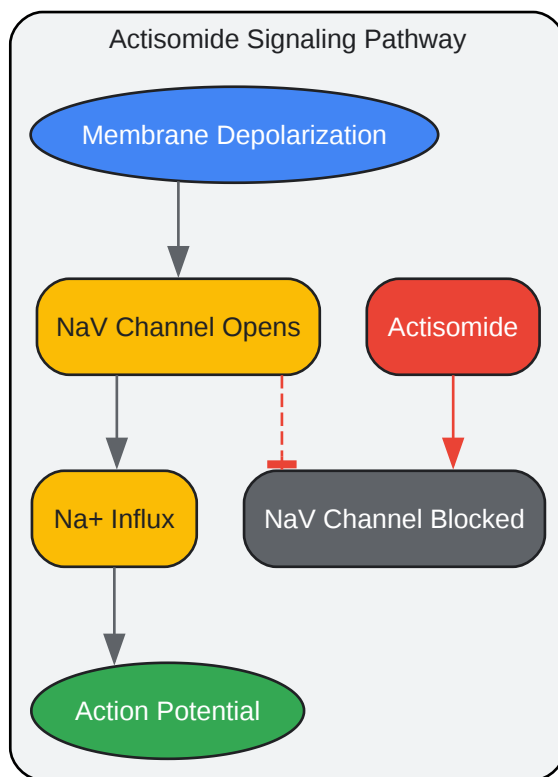 Actisomide Signaling Pathway
Membrane Depolarization
NaV Channel Opens
Actisomide
Na+ Influx
NaV Channel Blocked
Action Potential